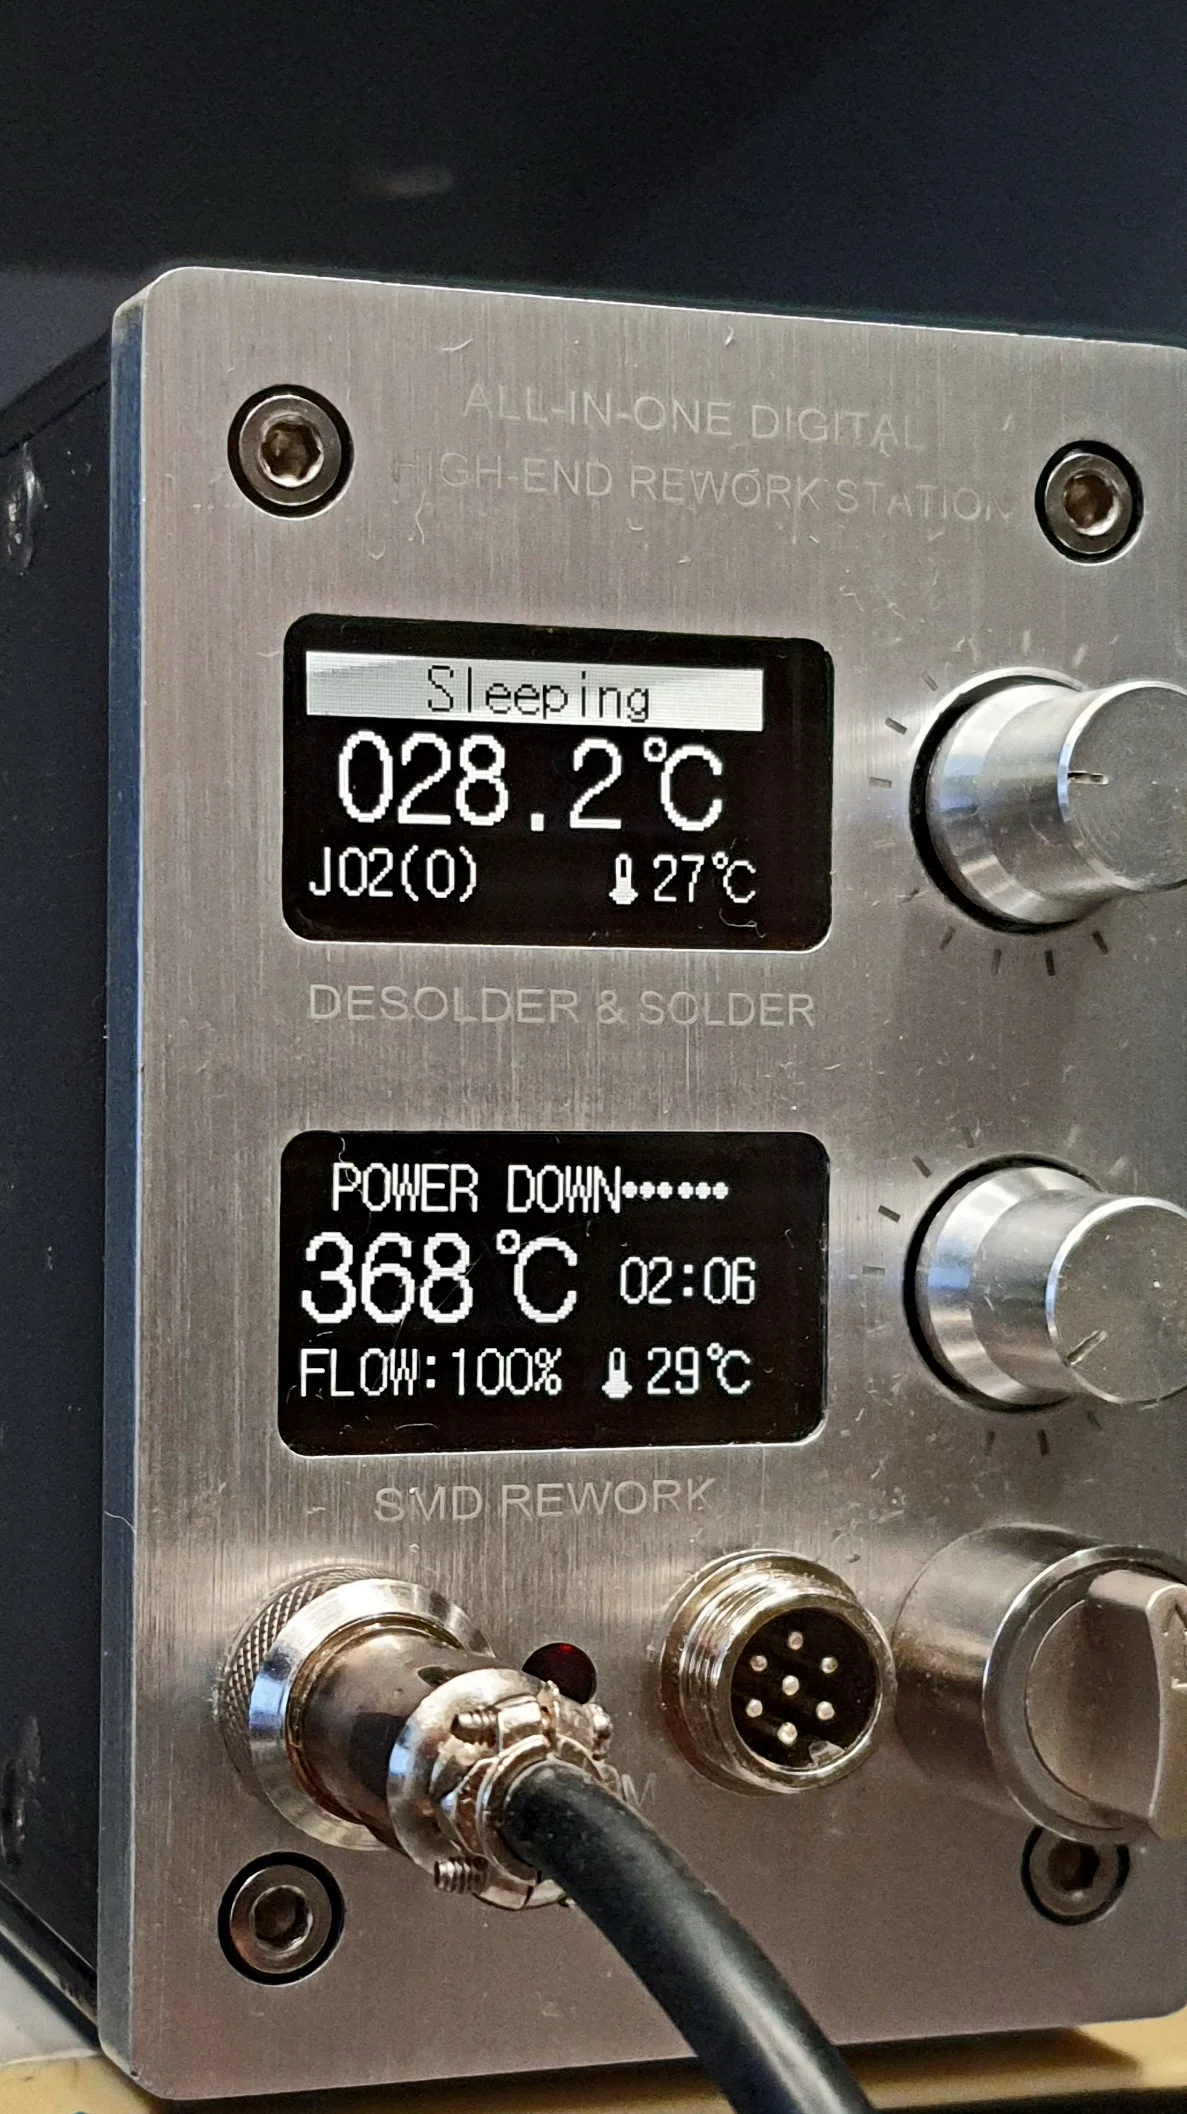 ALL-IN-ONE DIGITAL
HIGH-END REWORK STATION
Sleeping
028.2℃
J02(0) 27℃
DESOLDER & SOLDER
POWER DOWN••••••
368℃ 02:06
FLOW:100% 29℃
SMD REWORK